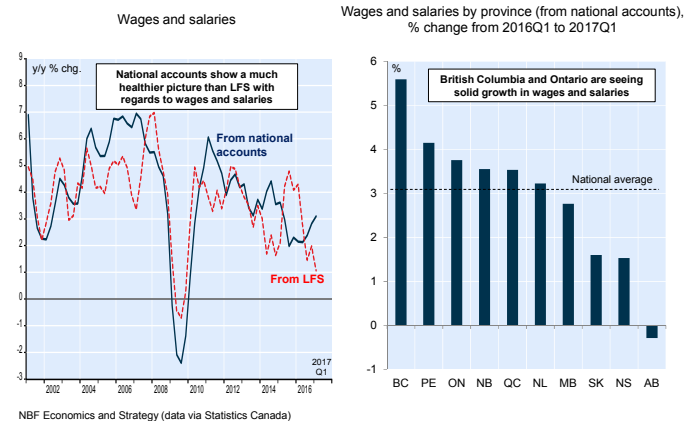 Wages and salaries
y/y % chg.
National accounts show a much
healthier picture than LFS with
regards to wages and salaries
From national
accounts
From LFS
9
8
7
6
5
4
3
2
1
0
-1
-2
-3
2017
Q1
2002 2004 2006 2008 2010 2012 2014 2016
NBF Economics and Strategy (data via Statistics Canada)
Wages and salaries by province (from national accounts),
% change from 2016Q1 to 2017Q1
%
British Columbia and Ontario are seeing
solid growth in wages and salaries
National average
6
5
4
3
2
1
0
-1
BC PE ON NB QC NL MB SK NS AB